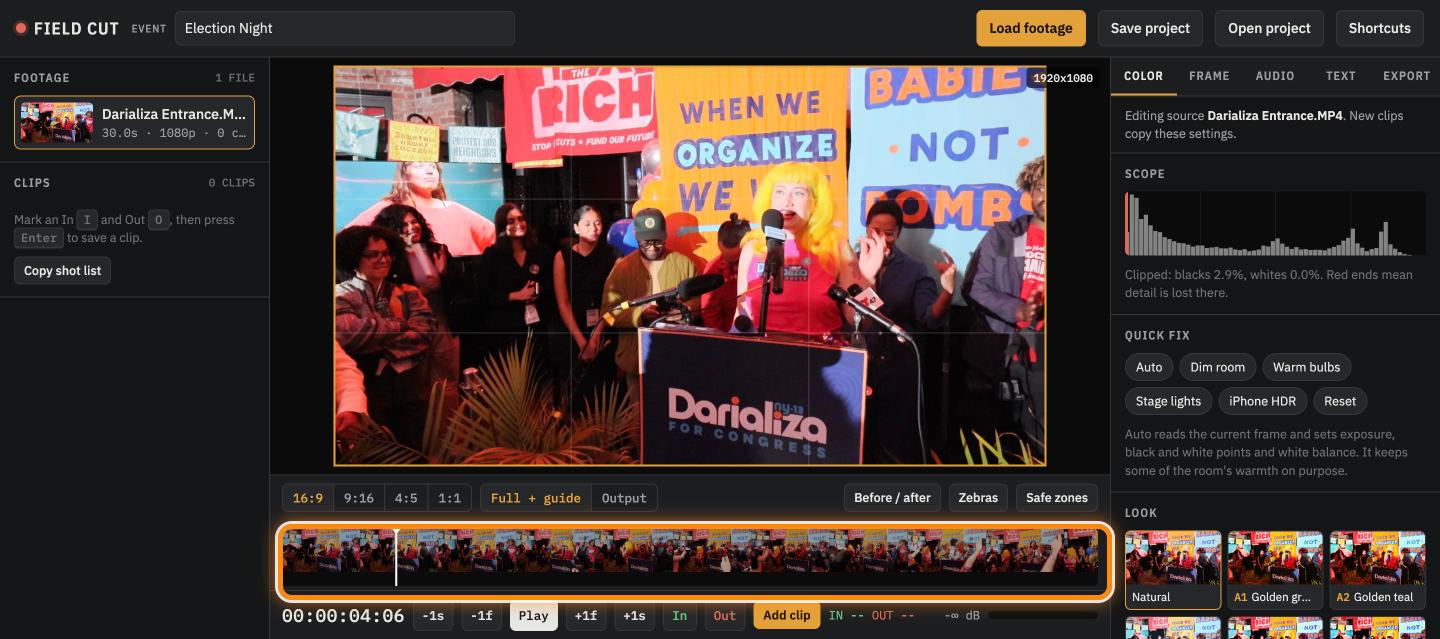 FIELD CUT
EVENT
Election Night
Load footage
Save project
Open project
Shortcuts
FOOTAGE
1 FILE
Darializa Entrance.M...
30.0s · 1080p · 0 c…
CLIPS
0 CLIPS
Mark an In I and Out O, then press
Enter to save a clip.
Copy shot list
1920x1080
THE
RICH
STOP CUTS • FUND OUR FUTURE
PROTECT OUR
NEIGHBORS
WHEN WE
ORGANIZE
WE
BABIE
NOT
BOMB
NY-13
Darializa
FOR CONGRESS
16:9
9:16
4:5
1:1
Full + guide
Output
Before / after
Zebras
Safe zones
00:00:04:06
-1s
-1f
Play
+1f
+1s
In
Out
Add clip
IN --
OUT --
-∞ dB
COLOR
FRAME
AUDIO
TEXT
EXPORT
Editing source Darializa Entrance.MP4. New clips
copy these settings.
SCOPE
Clipped: blacks 2.9%, whites 0.0%. Red ends mean
detail is lost there.
QUICK FIX
Auto
Dim room
Warm bulbs
Stage lights
iPhone HDR
Reset
Auto reads the current frame and sets exposure,
black and white points and white balance. It keeps
some of the room's warmth on purpose.
LOOK
Natural
A1 Golden gr...
A2 Golden teal